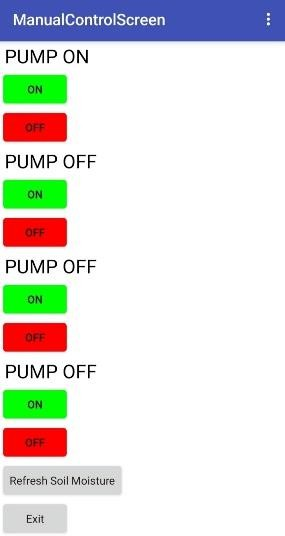 ManualControlScreen
PUMP ON
ON
OFF
PUMP OFF
ON
OFF
PUMP OFF
ON
OFF
PUMP OFF
ON
OFF
Refresh Soil Moisture
Exit